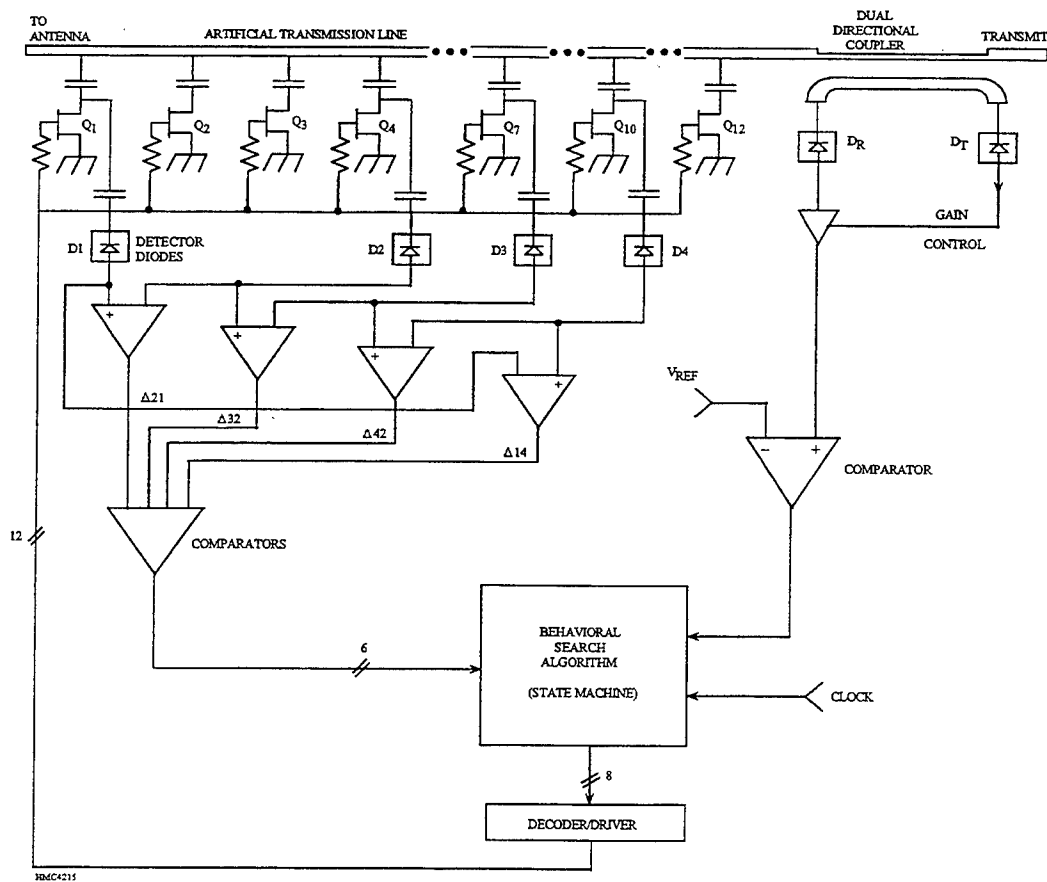 TO
ANTENNA
ARTIFICIAL TRANSMISSION LINE
DUAL
DIRECTIONAL
COUPLER
TRANSMIT
Q1
Q2
Q3
Q4
Q7
Q10
Q12
DR
DT
D1
DETECTOR
DIODES
D2
D3
D4
GAIN
CONTROL
+
+
+
+
Δ21
Δ32
Δ42
Δ14
VREF
−
+
COMPARATOR
12
COMPARATORS
6
BEHAVIORAL
SEARCH
ALGORITHM
(STATE MACHINE)
CLOCK
8
DECODER/DRIVER
HMC4215